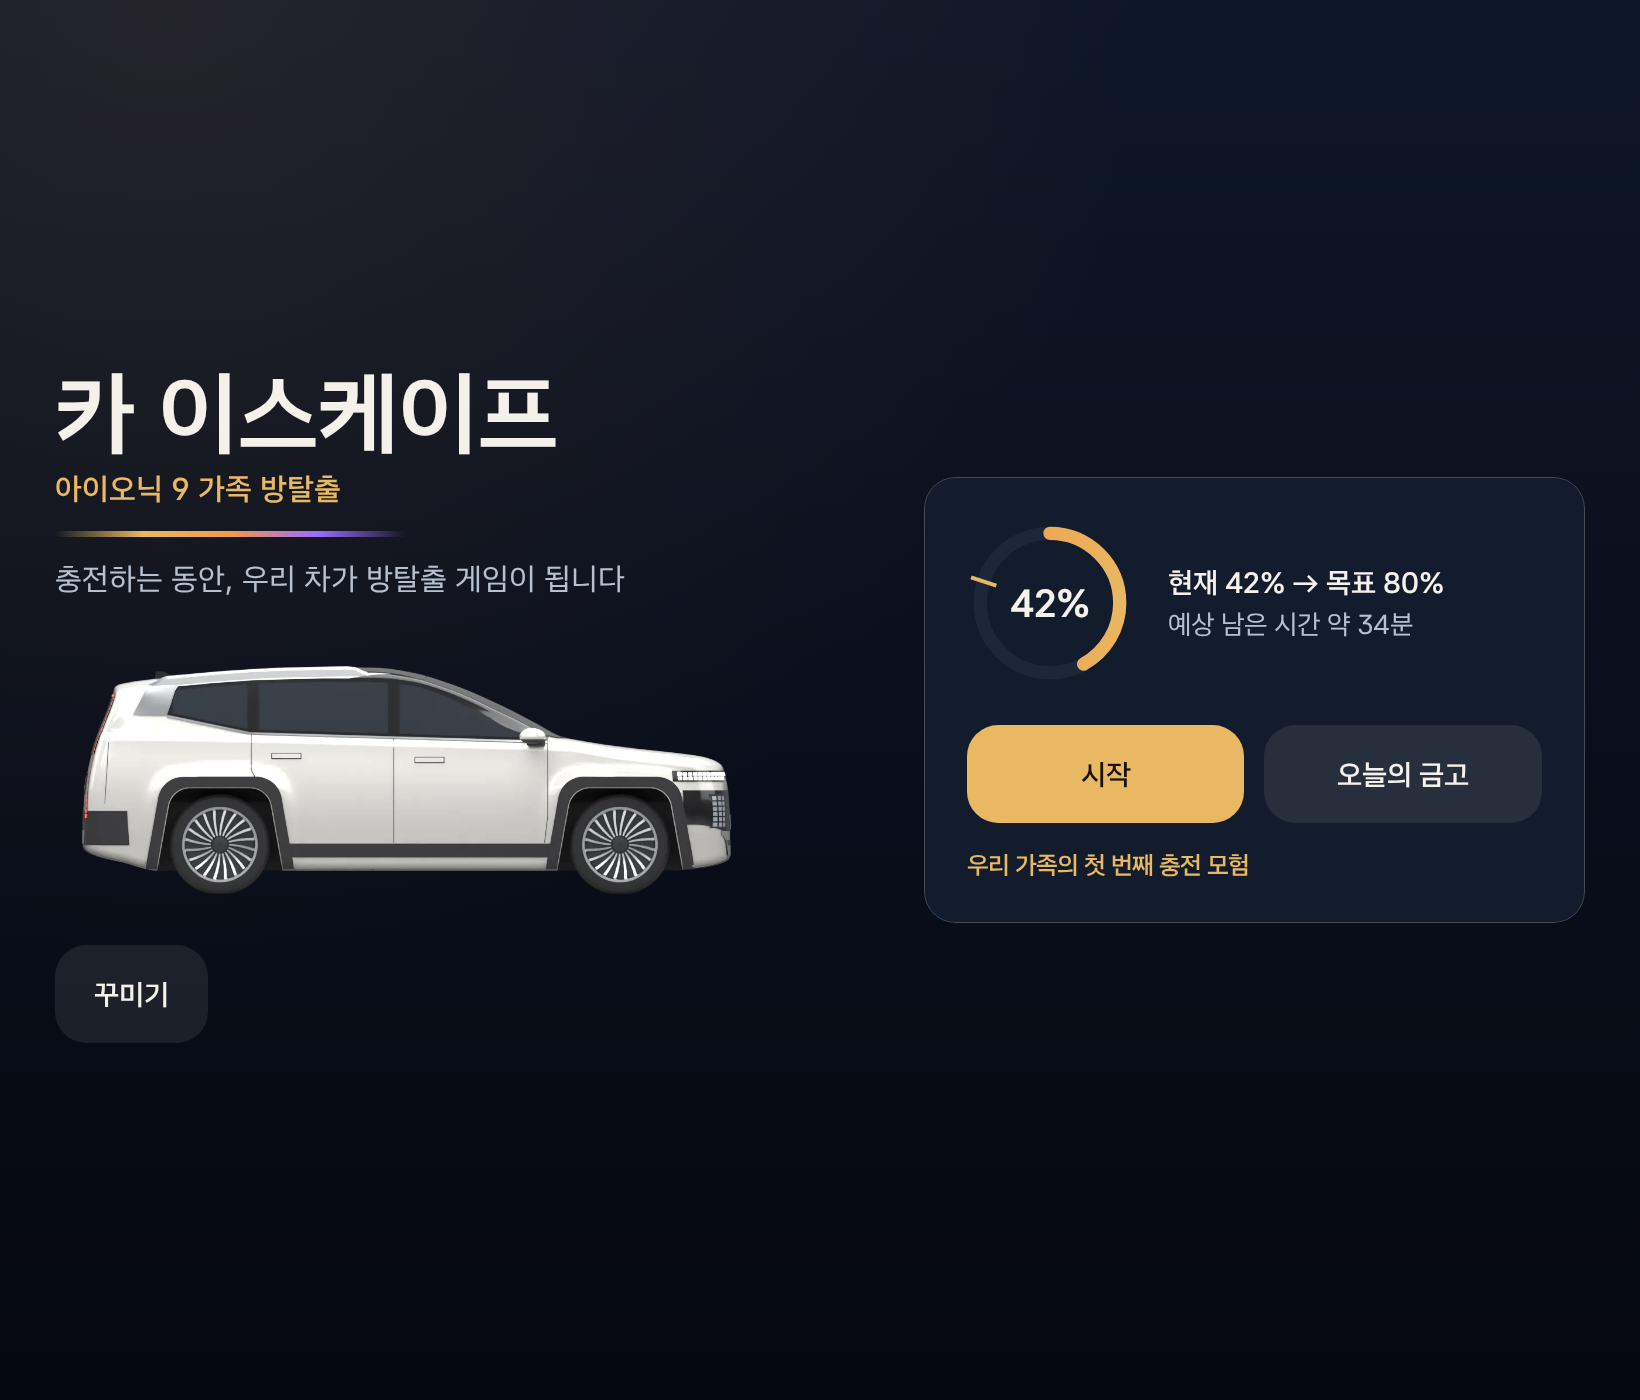 카 이스케이프
아이오닉 9 가족 방탈출
충전하는 동안, 우리 차가 방탈출 게임이 됩니다
꾸미기
42%
현재 42% → 목표 80%
예상 남은 시간 약 34분
시작
오늘의 금고
우리 가족의 첫 번째 충전 모험